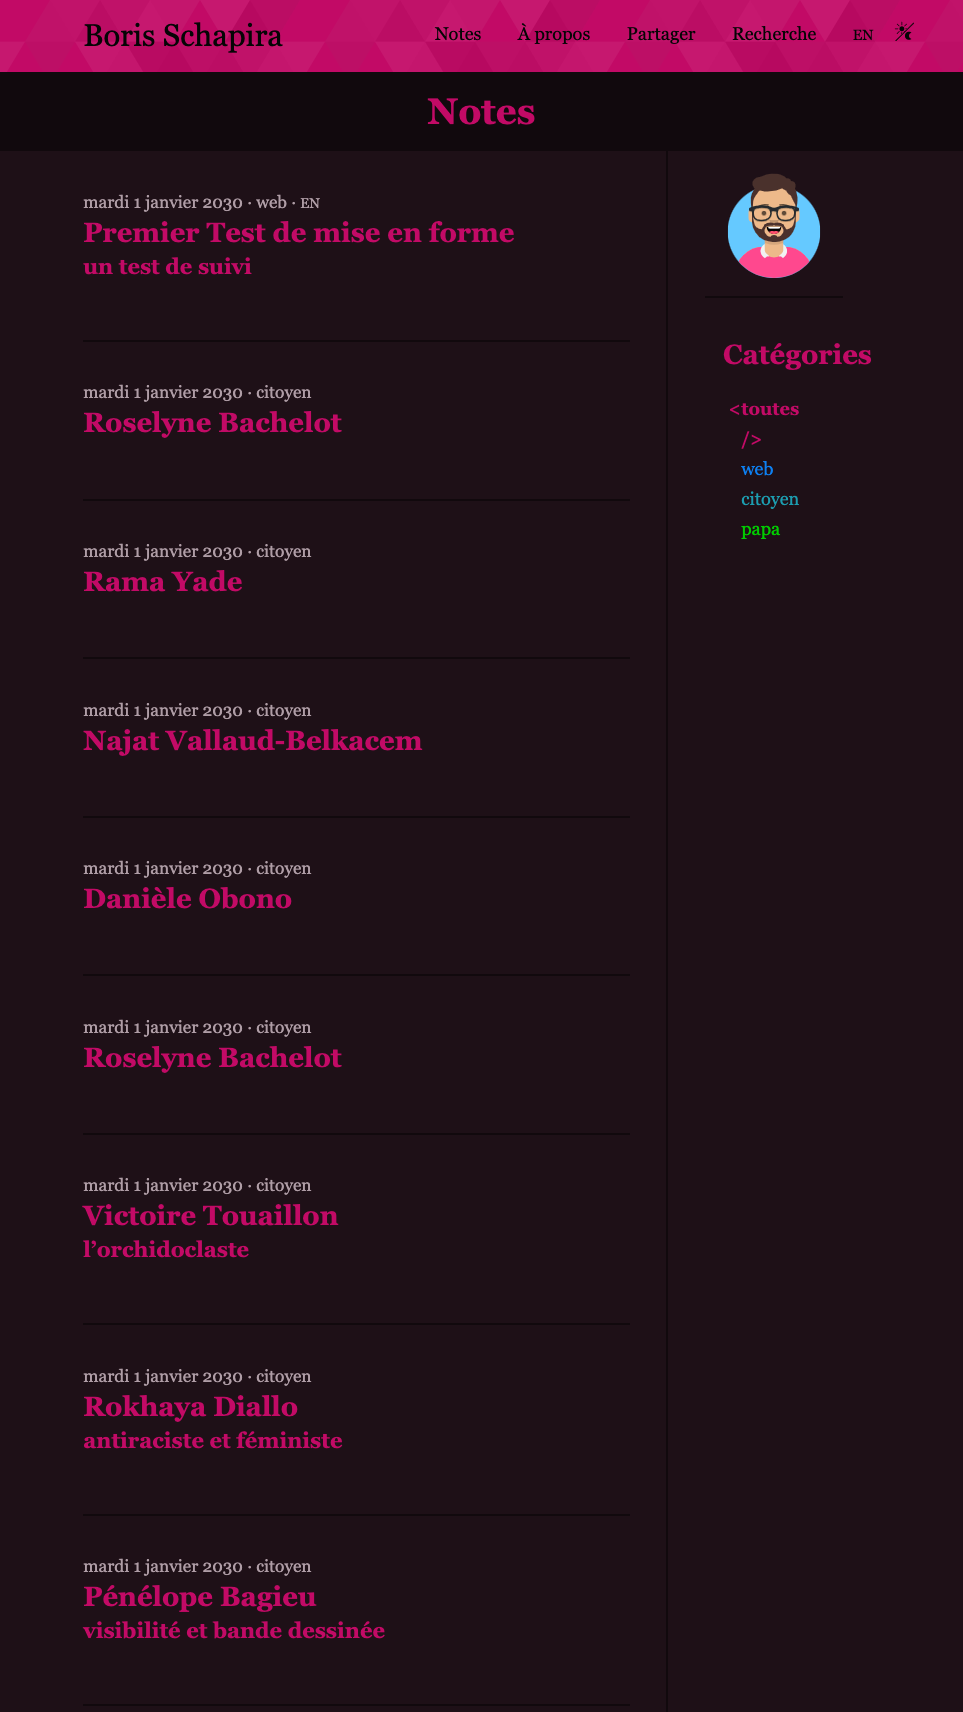 Boris Schapira
Notes À propos Partager Recherche EN
Notes
mardi 1 janvier 2030 · web · EN
Premier Test de mise en forme
un test de suivi
mardi 1 janvier 2030 · citoyen
Roselyne Bachelot
mardi 1 janvier 2030 · citoyen
Rama Yade
mardi 1 janvier 2030 · citoyen
Najat Vallaud-Belkacem
mardi 1 janvier 2030 · citoyen
Danièle Obono
mardi 1 janvier 2030 · citoyen
Roselyne Bachelot
mardi 1 janvier 2030 · citoyen
Victoire Touaillon
l’orchidoclaste
mardi 1 janvier 2030 · citoyen
Rokhaya Diallo
antiraciste et féministe
mardi 1 janvier 2030 · citoyen
Pénélope Bagieu
visibilité et bande dessinée
Catégories
<toutes
/>
web
citoyen
papa